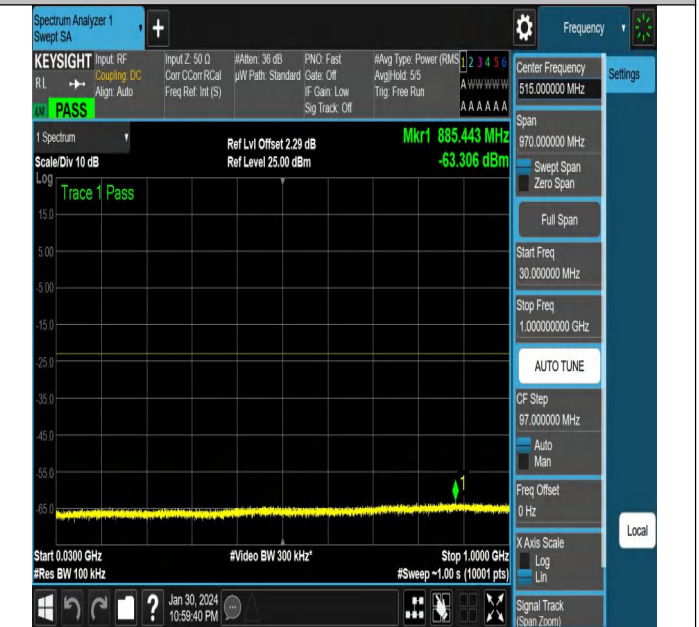 Spectrum Analyzer 1
Swept SA
Frequency
KEYSIGHT
RL
PASS
Input: RF
Coupling: DC
Align: Auto
Input Z: 50 Ω
Corr CCorr RCal
Freq Ref: Int (S)
#Atten: 36 dB
µW Path: Standard
PNO: Fast
Gate: Off
IF Gain: Low
Sig Track: Off
#Avg Type: Power (RMS
Avg|Hold: 5/5
Trig: Free Run
1 2 3 4 5 6
A W W W W W
A A A A A A
1 Spectrum
Scale/Div 10 dB
Ref Lvl Offset 2.29 dB
Ref Level 25.00 dBm
Mkr1 885.443 MHz
-63.306 dBm
Log
Trace 1 Pass
15.0
5.00
-5.00
-15.0
-25.0
-35.0
-45.0
-55.0
-65.0
1
Start 0.0300 GHz
#Res BW 100 kHz
#Video BW 300 kHz*
Stop 1.0000 GHz
#Sweep ~1.00 s (10001 pts)
Jan 30, 2024
10:59:40 PM
Center Frequency
515.000000 MHz
Settings
Span
970.000000 MHz
Swept Span
Zero Span
Full Span
Start Freq
30.000000 MHz
Stop Freq
1.000000000 GHz
AUTO TUNE
CF Step
97.000000 MHz
Auto
Man
Freq Offset
0 Hz
X Axis Scale
Log
Lin
Local
Signal Track
(Span Zoom)